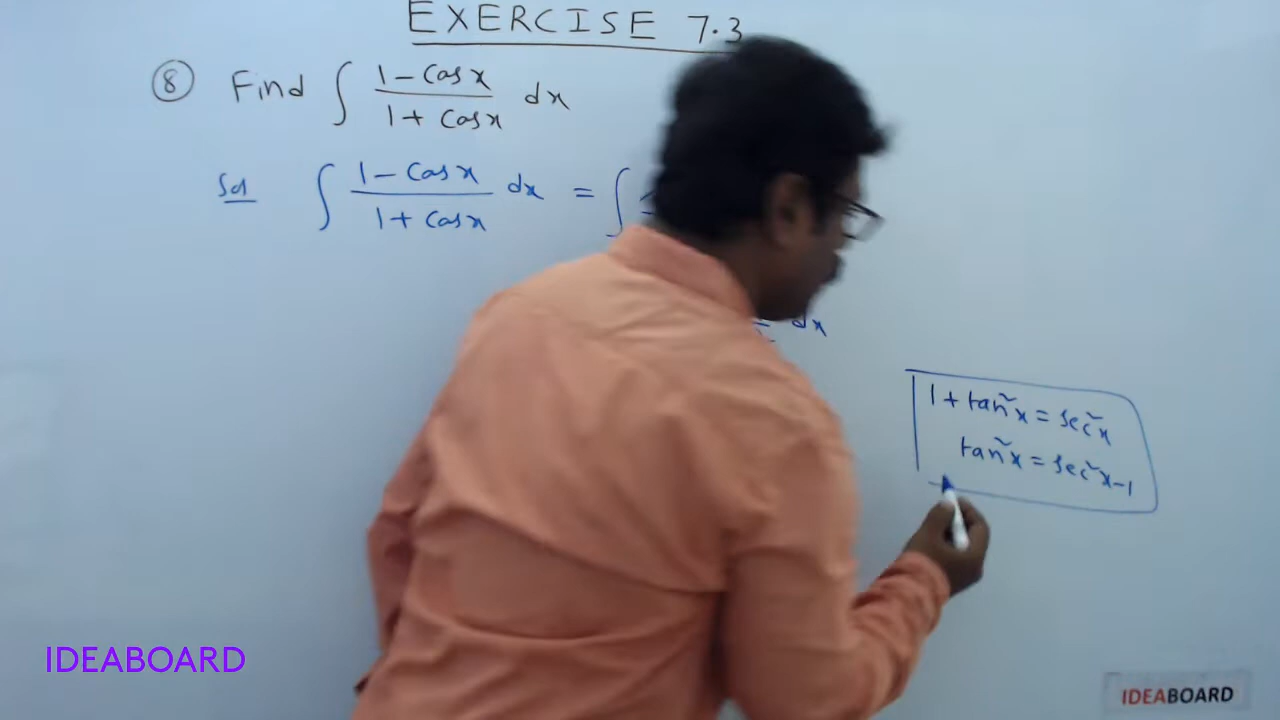 EXERCISE 7.3
⑧ Find ∫ (1 - Cos x)/(1 + Cos x) dx
Sol ∫ (1 - Cos x)/(1 + Cos x) dx = ∫
dx
1 + tan²x = sec²x
tan²x = sec²x - 1
IDEABOARD
IDEABOARD